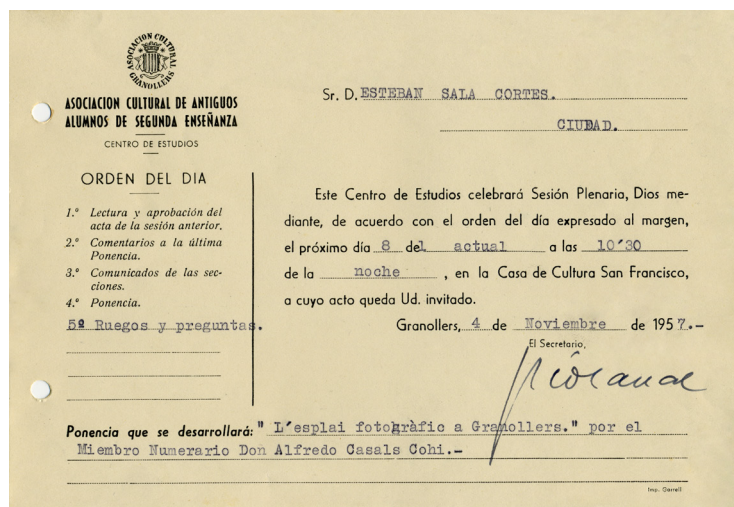 ASOCIACION CULTURAL
GRANOLLERS
ASOCIACION CULTURAL DE ANTIGUOS
ALUMNOS DE SEGUNDA ENSEÑANZA
CENTRO DE ESTUDIOS
ORDEN DEL DIA
1.º Lectura y aprobación del
acta de la sesión anterior.
2.º Comentarios a la última
Ponencia.
3.º Comunicados de las sec-
ciones.
4.º Ponencia.
5º Ruegos y preguntas.
Sr. D. ESTEBAN SALA CORTES.
CIUDAD.
Este Centro de Estudios celebrará Sesión Plenaria, Dios me-
diante, de acuerdo con el orden del día expresado al margen,
el próximo día 8 del actual a las 10'30
de la noche, en la Casa de Cultura San Francisco,
a cuyo acto queda Ud. invitado.
Granollers, 4 de Noviembre de 1957.-
El Secretario,
Ponencia que se desarrollará: "L'esplai fotogràfic a Granollers." por el
Miembro Numerario Don Alfredo Casals Cohi.-
Imp. Garrell